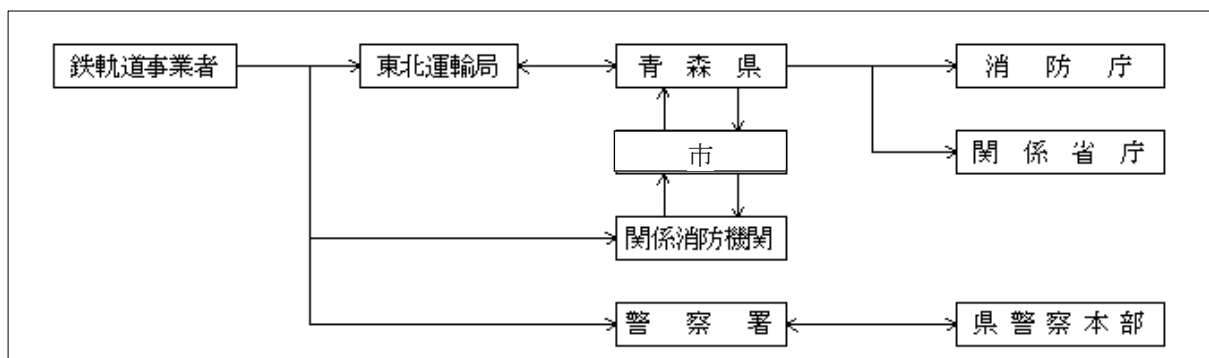 鉄軌道事業者
東北運輸局
青森県
消防庁
市
関係省庁
関係消防機関
警察署
県警察本部